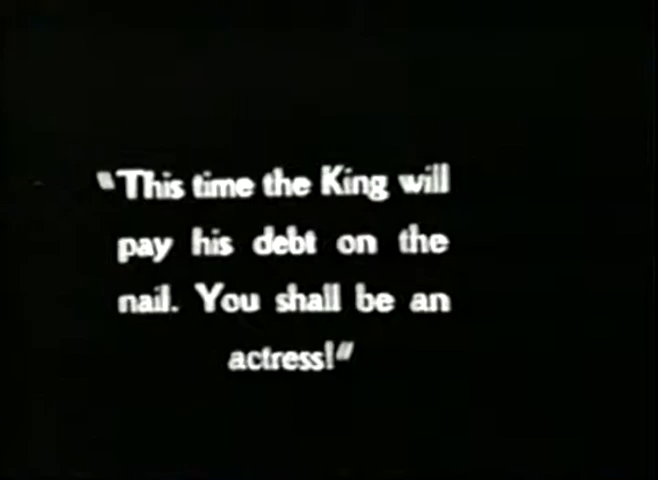 "This time the King will
pay his debt on the
nail. You shall be an
actress!"